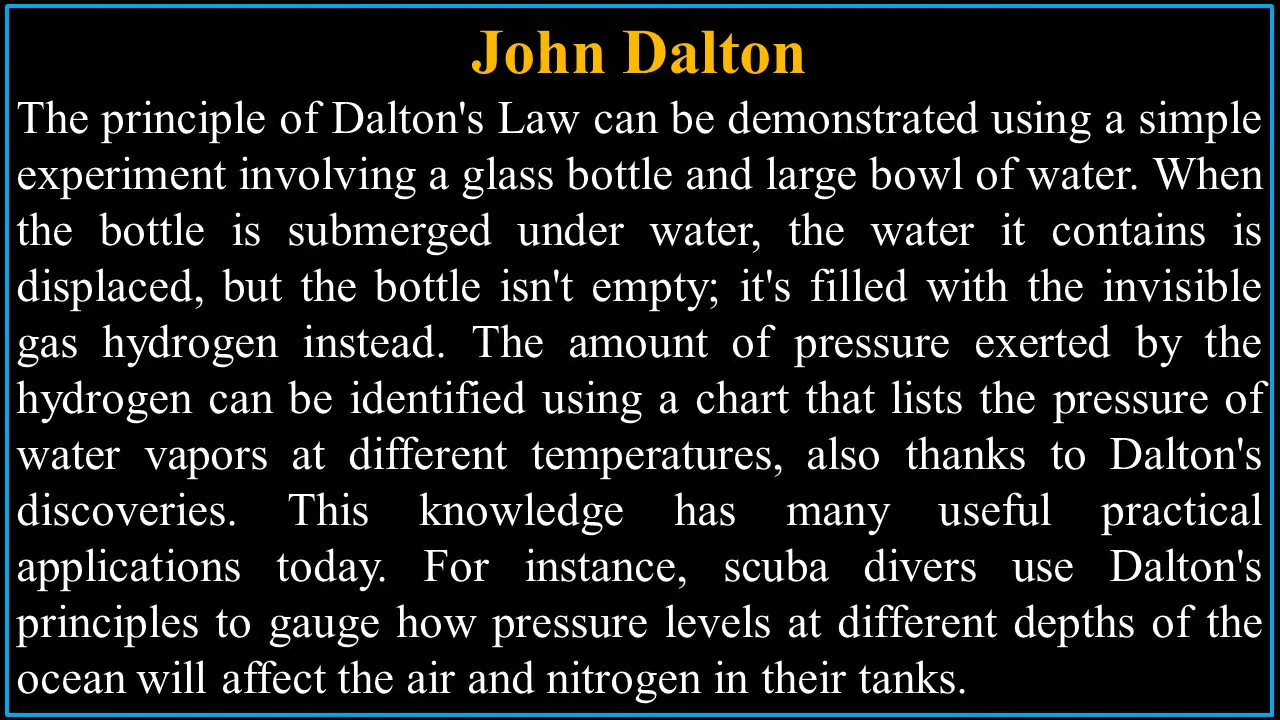 John Dalton
The principle of Dalton's Law can be demonstrated using a simple
experiment involving a glass bottle and large bowl of water. When
the bottle is submerged under water, the water it contains is
displaced, but the bottle isn't empty; it's filled with the invisible
gas hydrogen instead. The amount of pressure exerted by the
hydrogen can be identified using a chart that lists the pressure of
water vapors at different temperatures, also thanks to Dalton's
discoveries. This knowledge has many useful practical
applications today. For instance, scuba divers use Dalton's
principles to gauge how pressure levels at different depths of the
ocean will affect the air and nitrogen in their tanks.